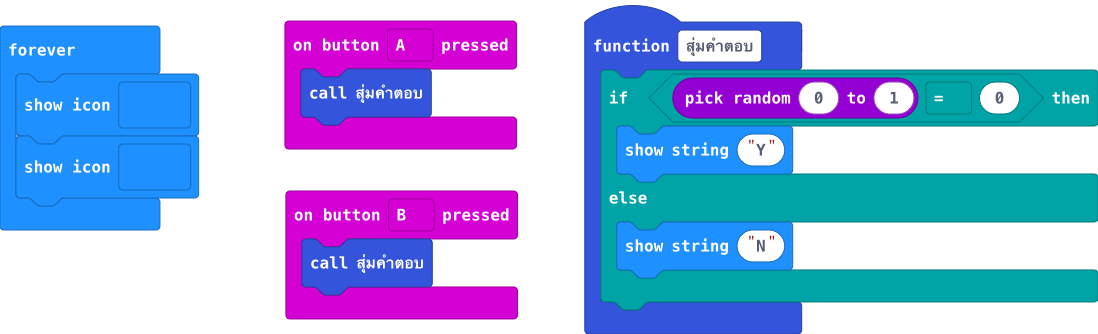 forever
show icon
show icon
on button A pressed
call สุ่มคำตอบ
on button B pressed
call สุ่มคำตอบ
function สุ่มคำตอบ
if pick random 0 to 1 = 0 then
show string "Y"
else
show string "N"